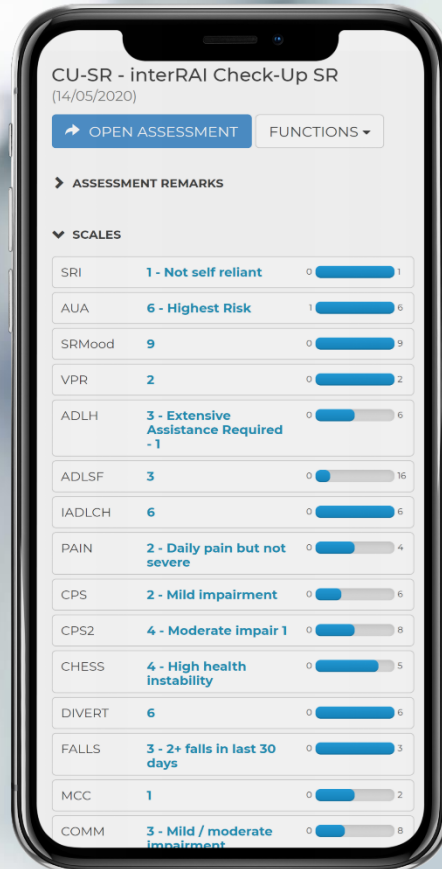 CU-SR - interRAI Check-Up SR
(14/05/2020)
OPEN ASSESSMENT FUNCTIONS
ASSESSMENT REMARKS
SCALES
SRI 1 - Not self reliant 0 1
AUA 6 - Highest Risk 1 6
SRMood 9 0 9
VPR 2 0 2
ADLH 3 - Extensive 0 6
Assistance Required
- 1
ADLSF 3 0 16
IADLCH 6 0 6
PAIN 2 - Daily pain but not 0 4
severe
CPS 2 - Mild impairment 0 6
CPS2 4 - Moderate impair 1 0 8
CHESS 4 - High health 0 5
instability
DIVERT 6 0 6
FALLS 3 - 2+ falls in last 30 0 3
days
MCC 1 0 2
COMM 3 - Mild / moderate 0 8
impairment